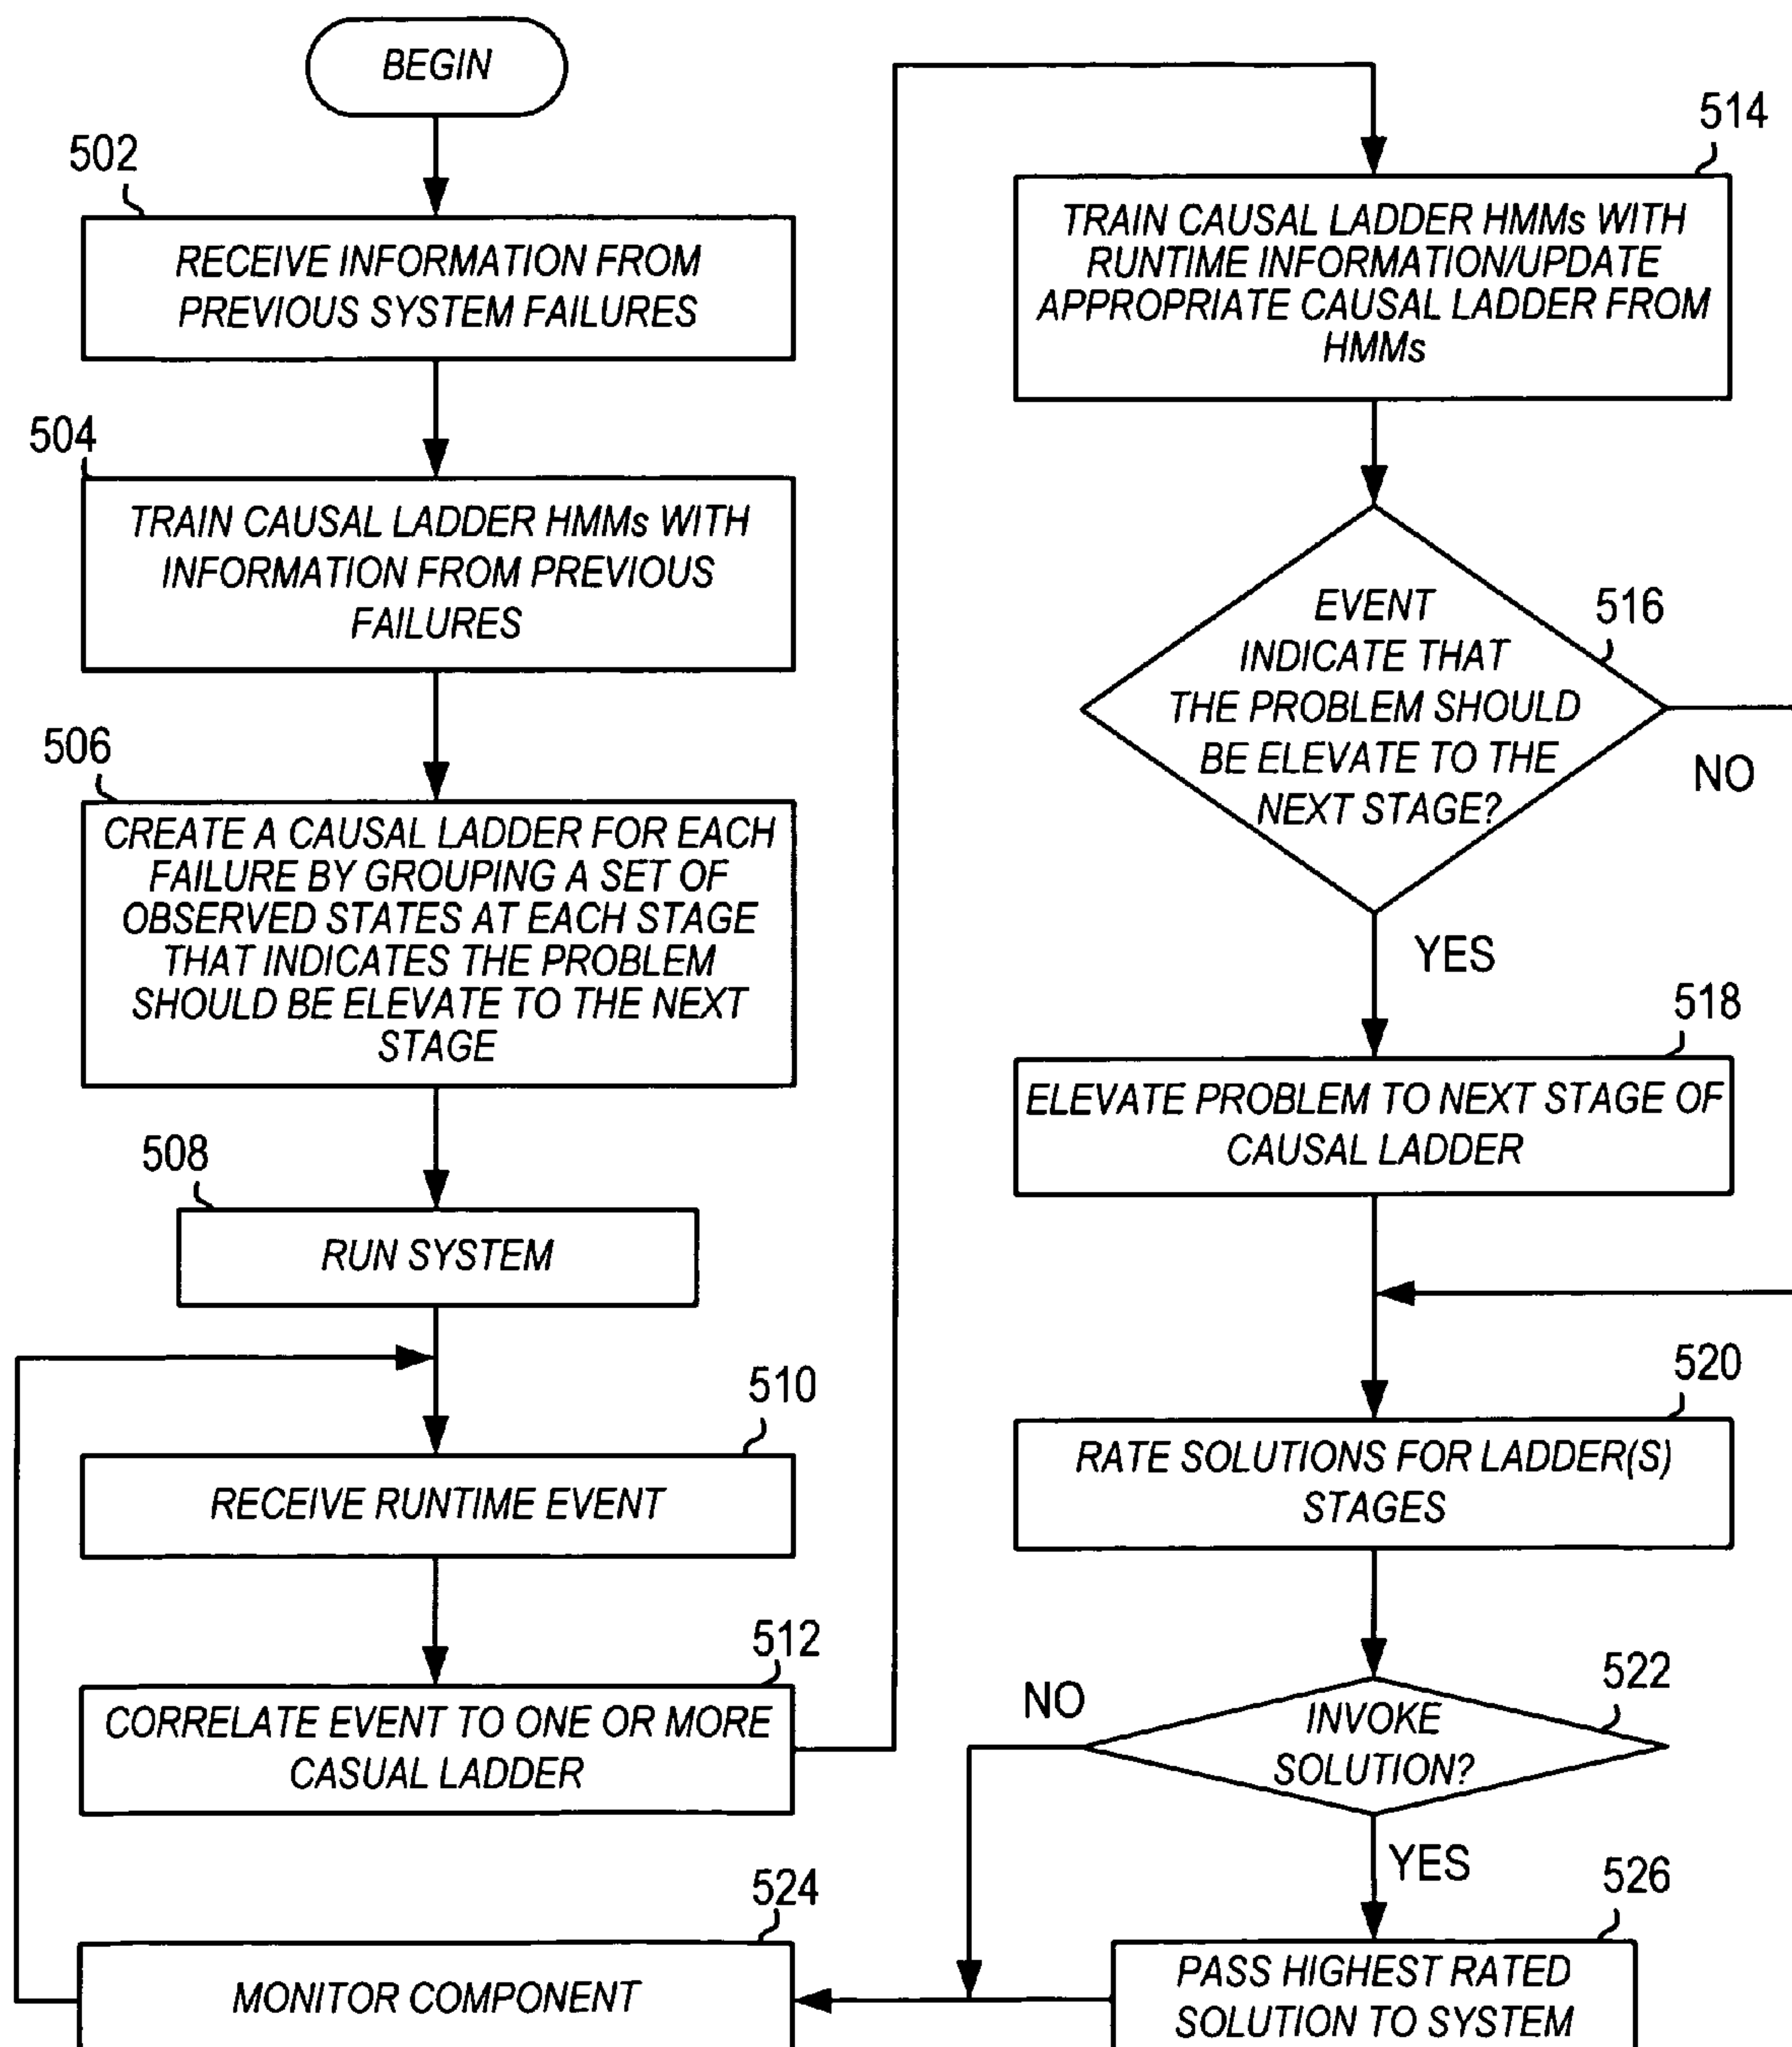 BEGIN
502
RECEIVE INFORMATION FROM
PREVIOUS SYSTEM FAILURES
504
TRAIN CAUSAL LADDER HMMs WITH
INFORMATION FROM PREVIOUS
FAILURES
506
CREATE A CAUSAL LADDER FOR EACH
FAILURE BY GROUPING A SET OF
OBSERVED STATES AT EACH STAGE
THAT INDICATES THE PROBLEM
SHOULD BE ELEVATE TO THE NEXT
STAGE
508
RUN SYSTEM
510
RECEIVE RUNTIME EVENT
512
CORRELATE EVENT TO ONE OR MORE
CASUAL LADDER
514
TRAIN CAUSAL LADDER HMMs WITH
RUNTIME INFORMATION/UPDATE
APPROPRIATE CAUSAL LADDER FROM
HMMs
516
EVENT
INDICATE THAT
THE PROBLEM SHOULD
BE ELEVATE TO THE
NEXT STAGE?
NO
YES
518
ELEVATE PROBLEM TO NEXT STAGE OF
CAUSAL LADDER
520
RATE SOLUTIONS FOR LADDER(S)
STAGES
522
INVOKE
SOLUTION?
NO
YES
524
MONITOR COMPONENT
526
PASS HIGHEST RATED
SOLUTION TO SYSTEM